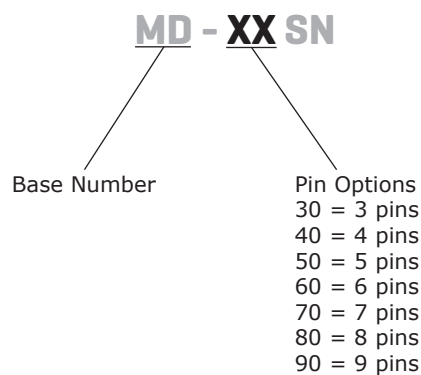 MD - XX SN
Base Number
Pin Options
30 = 3 pins
40 = 4 pins
50 = 5 pins
60 = 6 pins
70 = 7 pins
80 = 8 pins
90 = 9 pins